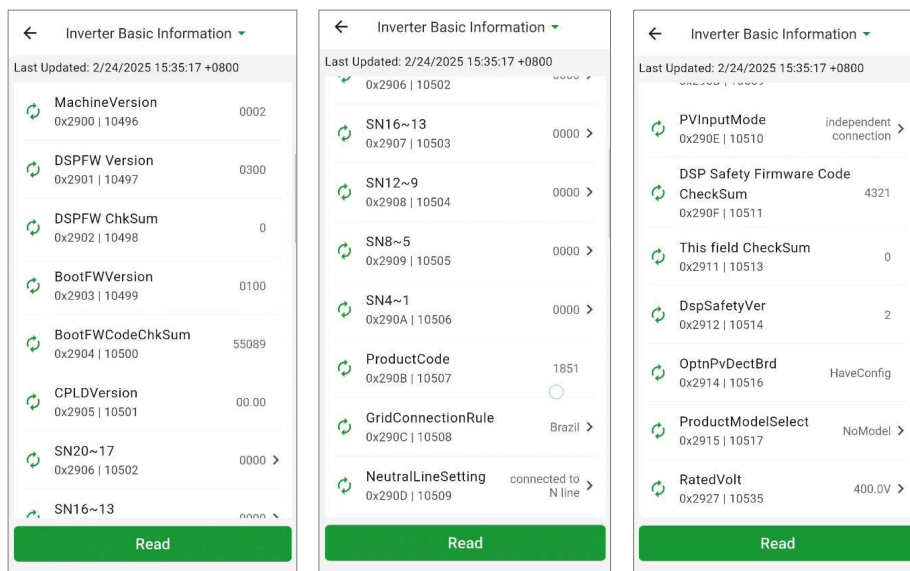 Inverter Basic Information
Last Updated: 2/24/2025 15:35:17 +0800
MachineVersion
0x2900 | 10496
0002
DSPFW Version
0x2901 | 10497
0300
DSPFW ChkSum
0x2902 | 10498
0
BootFWVersion
0x2903 | 10499
0100
BootFWCodeChkSum
0x2904 | 10500
55089
CPLDVersion
0x2905 | 10501
00.00
SN20~17
0x2906 | 10502
0000
SN16~13
Read
Inverter Basic Information
Last Updated: 2/24/2025 15:35:17 +0800
0x2906 | 10502
SN16~13
0x2907 | 10503
0000
SN12~9
0x2908 | 10504
0000
SN8~5
0x2909 | 10505
0000
SN4~1
0x290A | 10506
0000
ProductCode
0x290B | 10507
1851
GridConnectionRule
0x290C | 10508
Brazil
NeutralLineSetting
0x290D | 10509
connected to
N line
Read
Inverter Basic Information
Last Updated: 2/24/2025 15:35:17 +0800
PVInputMode
0x290E | 10510
independent
connection
DSP Safety Firmware Code
CheckSum
0x290F | 10511
4321
This field CheckSum
0x2911 | 10513
0
DspSafetyVer
0x2912 | 10514
2
OptnPvDectBrd
0x2914 | 10516
HaveConfig
ProductModelSelect
0x2915 | 10517
NoModel
RatedVolt
0x2927 | 10535
400.0V
Read